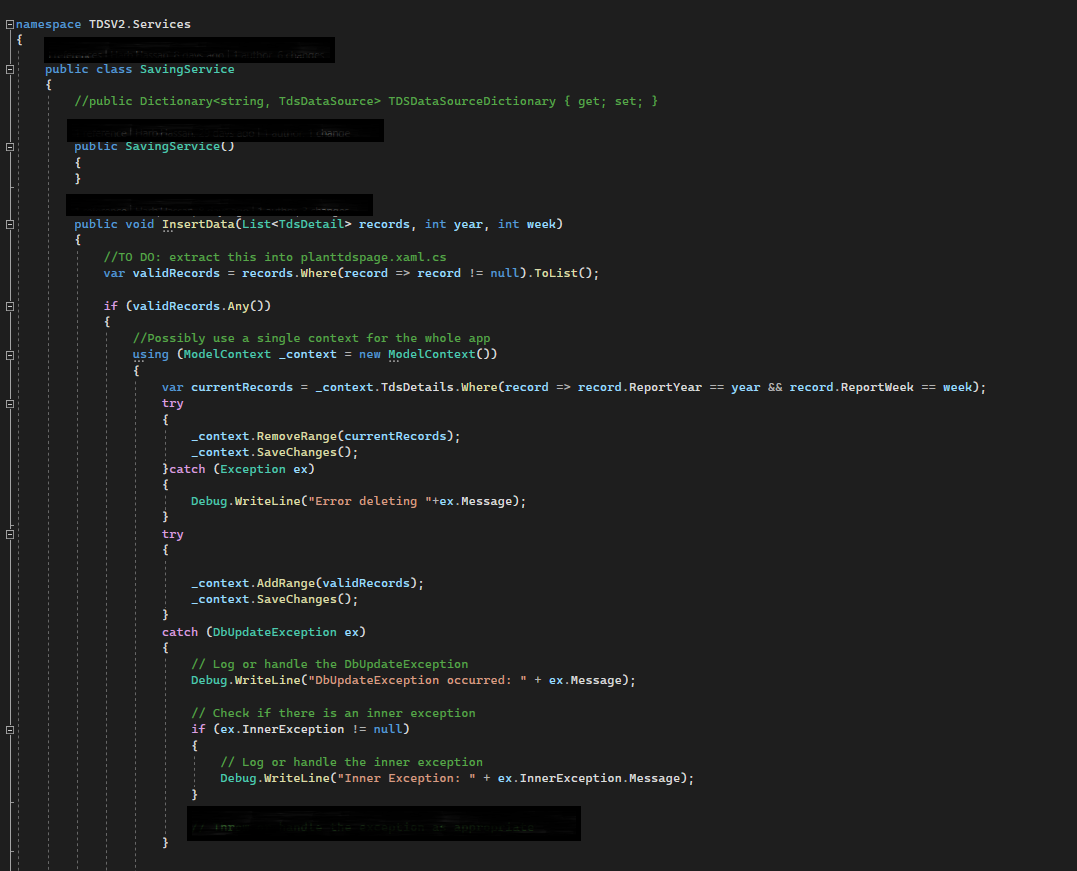 namespace TDSV2.Services
{
public class SavingService
{
//public Dictionary<string, TdsDataSource> TDSDataSourceDictionary { get; set; }
public SavingService()
{
}
public void InsertData(List<TdsDetail> records, int year, int week)
{
//TO DO: extract this into planttdspage.xaml.cs
var validRecords = records.Where(record => record != null).ToList();
if (validRecords.Any())
{
//Possibly use a single context for the whole app
using (ModelContext _context = new ModelContext())
{
var currentRecords = _context.TdsDetails.Where(record => record.ReportYear == year && record.ReportWeek == week);
try
{
_context.RemoveRange(currentRecords);
_context.SaveChanges();
}catch (Exception ex)
{
Debug.WriteLine("Error deleting "+ex.Message);
}
try
{
_context.AddRange(validRecords);
_context.SaveChanges();
}
catch (DbUpdateException ex)
{
// Log or handle the DbUpdateException
Debug.WriteLine("DbUpdateException occurred: " + ex.Message);
// Check if there is an inner exception
if (ex.InnerException != null)
{
// Log or handle the inner exception
Debug.WriteLine("Inner Exception: " + ex.InnerException.Message);
}
}